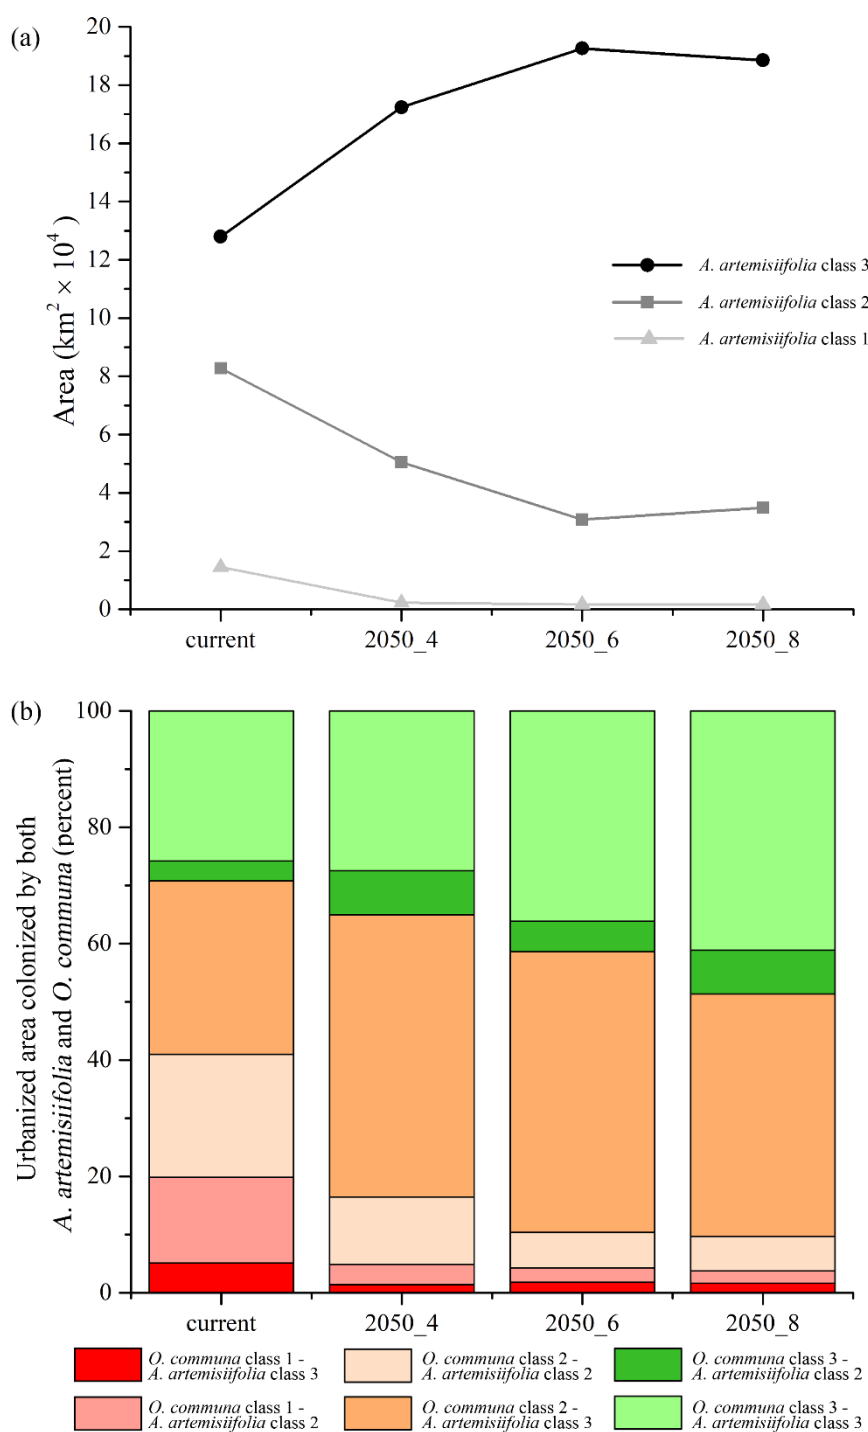 (a)
20
18
16
14
12
10
8
6
4
2
0
Area (km² × 10⁴)
A. artemisiifolia class 3
A. artemisiifolia class 2
A. artemisiifolia class 1
current 2050_4 2050_6 2050_8
(b)
100
80
60
40
20
0
Urbanized area colonized by both
A. artemisiifolia and O. communa (percent)
current 2050_4 2050_6 2050_8
O. communa class 1 -
A. artemisiifolia class 3
O. communa class 2 -
A. artemisiifolia class 2
O. communa class 3 -
A. artemisiifolia class 2
O. communa class 1 -
A. artemisiifolia class 2
O. communa class 2 -
A. artemisiifolia class 3
O. communa class 3 -
A. artemisiifolia class 3